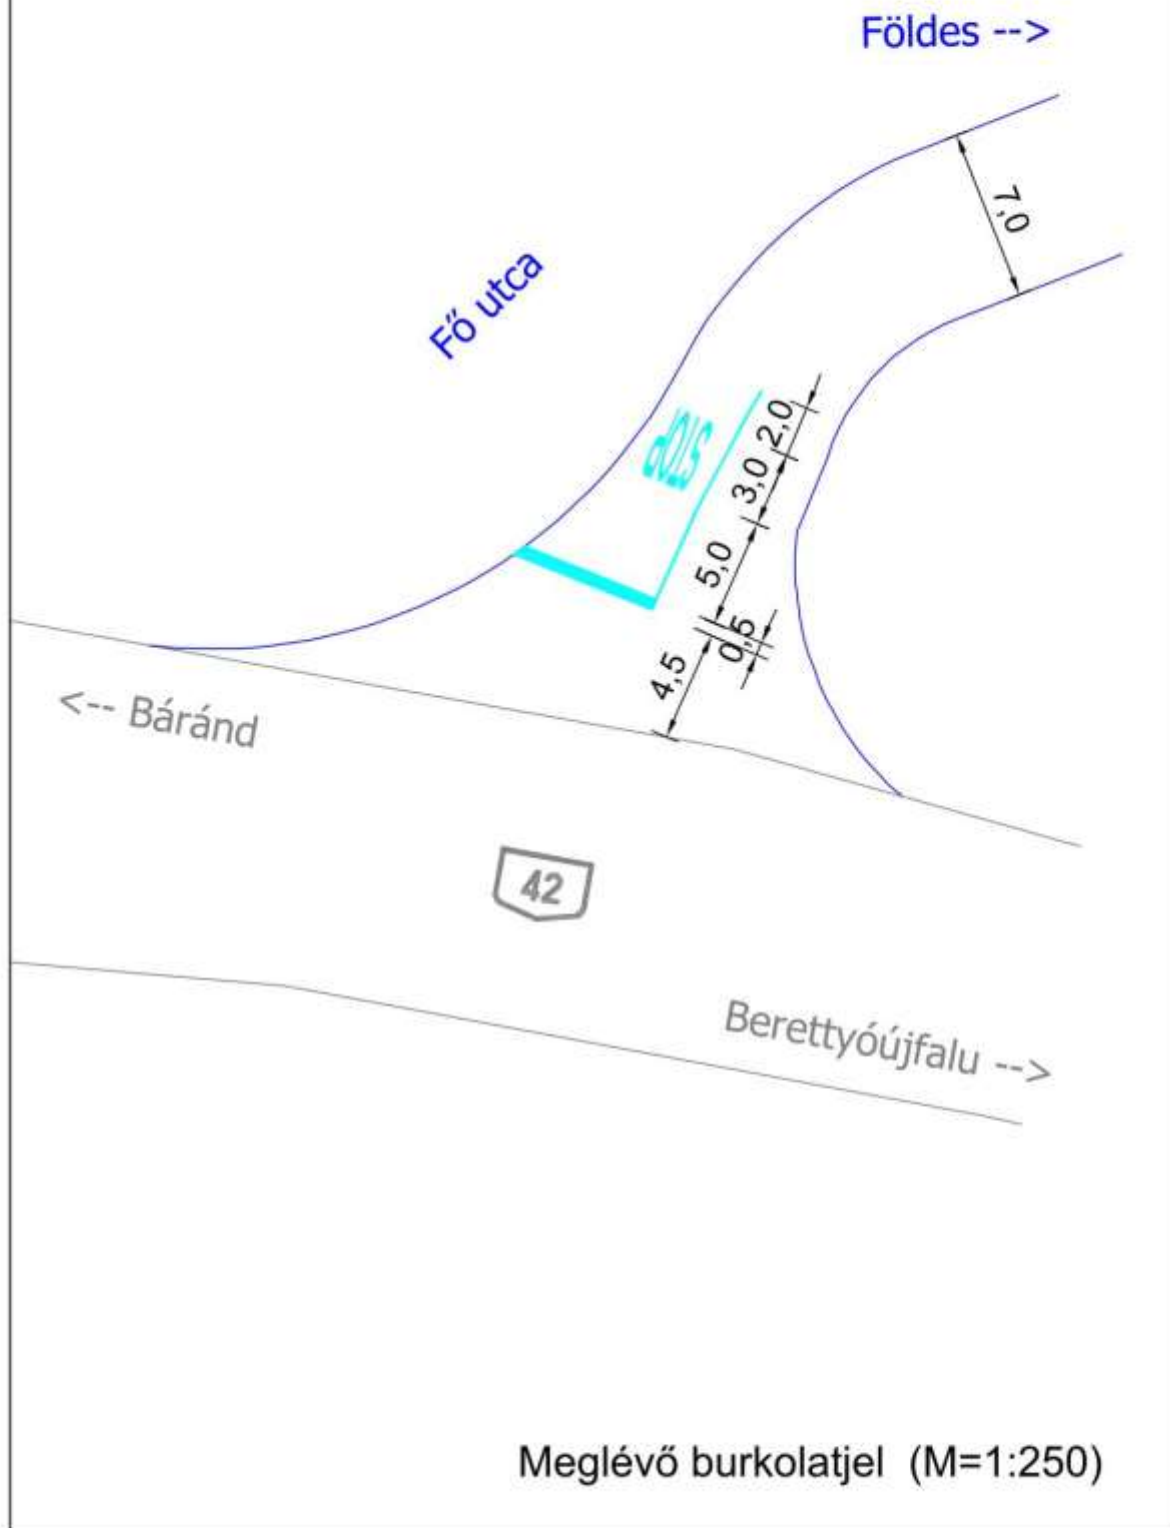 Földes -->
7,0
Fő utca
STOP
2,0
3,0
5,0
0,5
4,5
<-- Báránd
42
Berettyóújfalu -->
Meglévő burkolatjel (M=1:250)